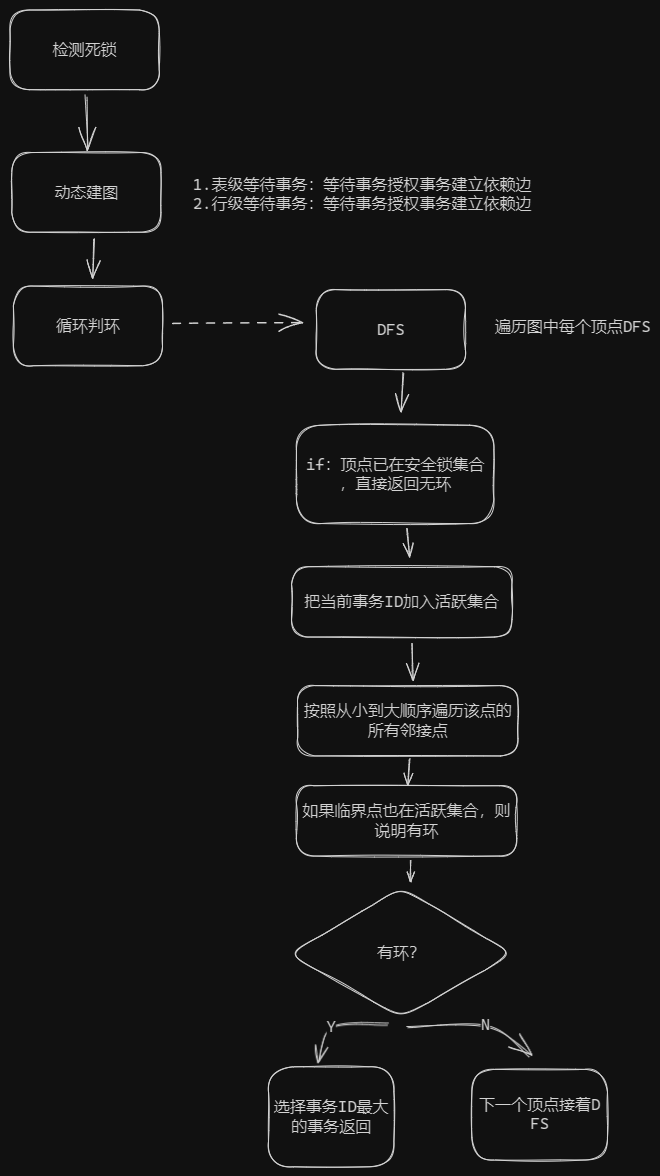 检测死锁
动态建图
1.表级等待事务：等待事务授权事务建立依赖边
2.行级等待事务：等待事务授权事务建立依赖边
循环判环
DFS
遍历图中每个顶点DFS
if：顶点已在安全锁集合
，直接返回无环
把当前事务ID加入活跃集合
按照从小到大顺序遍历该点的
所有邻接点
如果临界点也在活跃集合，则
说明有环
有环？
Y
N
选择事务ID最大
的事务返回
下一个顶点接着D
FS